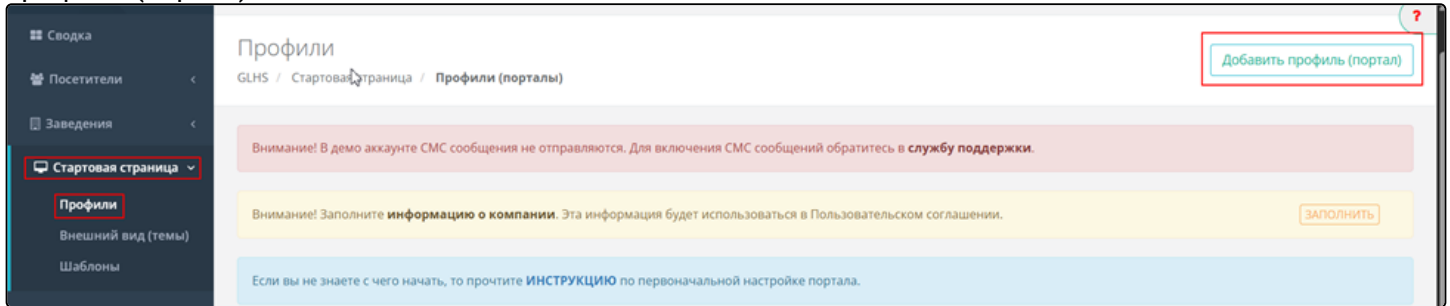 ?
Сводка
Посетители
Заведения
Стартовая страница
Профили
Внешний вид (темы)
Шаблоны
Профили
GLHS / Стартовая страница / Профили (порталы)
Добавить профиль (портал)
Внимание! В демо аккаунте СМС сообщения не отправляются. Для включения СМС сообщений обратитесь в службу поддержки.
Внимание! Заполните информацию о компании. Эта информация будет использоваться в Пользовательском соглашении.
ЗАПОЛНИТЬ
Если вы не знаете с чего начать, то прочтите ИНСТРУКЦИЮ по первоначальной настройке портала.